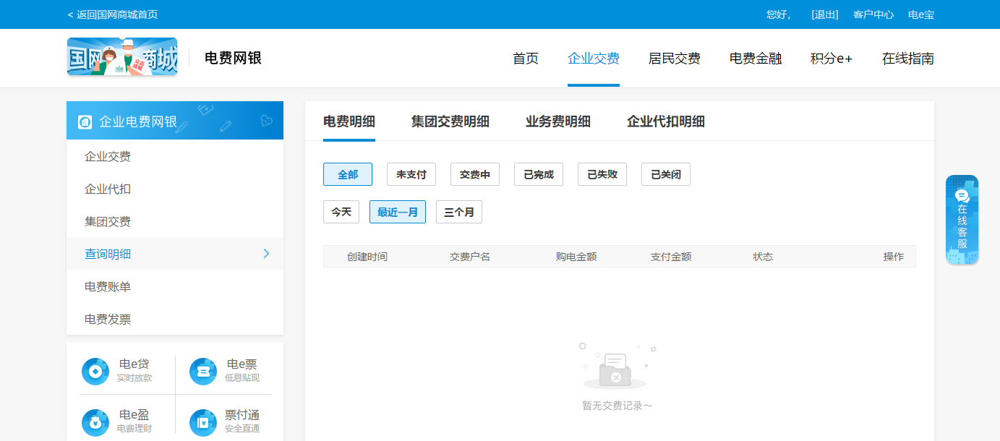 < 返回国网商城首页
您好，
[退出]
客户中心
电e宝
国网商城
众志成城
电费网银
首页
企业交费
居民交费
电费金融
积分e+
在线指南
企业电费网银
企业交费
企业代扣
集团交费
查询明细
电费账单
电费发票
电e贷
实时放款
电e票
低息贴现
电e盈
电费理财
票付通
安全直通
电费明细
集团交费明细
业务费明细
企业代扣明细
全部
未支付
交费中
已完成
已失败
已关闭
今天
最近一月
三个月
创建时间
交费户名
购电金额
支付金额
状态
操作
暂无交费记录～
在线客服